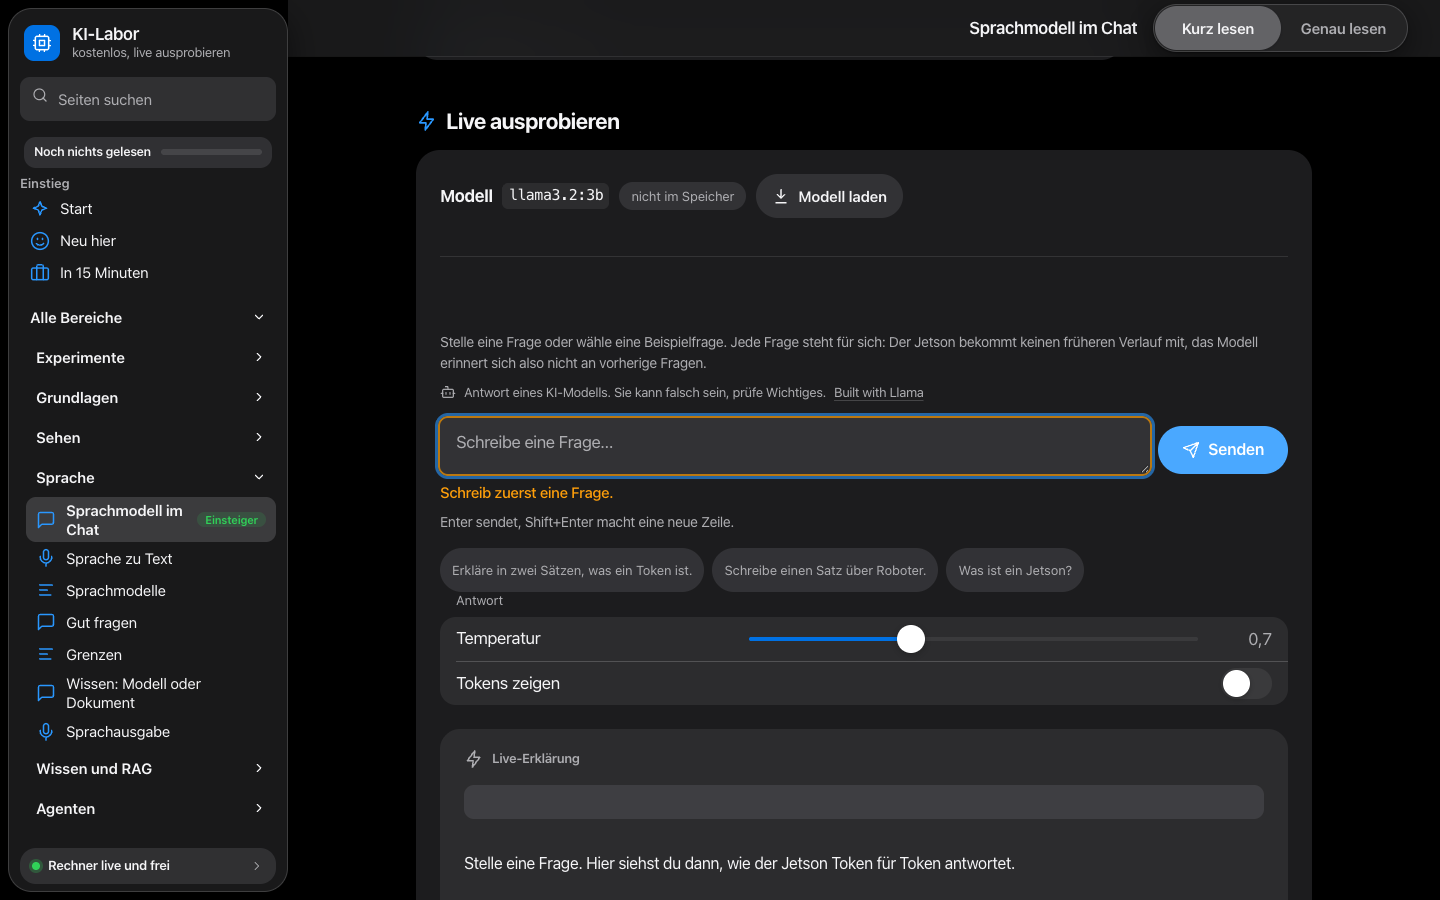 KI-Labor
kostenlos, live ausprobieren
Seiten suchen
Noch nichts gelesen
Einstieg
Start
Neu hier
In 15 Minuten
Alle Bereiche
Experimente
Grundlagen
Sehen
Sprache
Sprachmodell im
Chat
Einsteiger
Sprache zu Text
Sprachmodelle
Gut fragen
Grenzen
Wissen: Modell oder
Dokument
Sprachausgabe
Wissen und RAG
Agenten
Rechner live und frei
Sprachmodell im Chat
Kurz lesen
Genau lesen
Live ausprobieren
Modell llama3.2:3b nicht im Speicher Modell laden
Stelle eine Frage oder wähle eine Beispielfrage. Jede Frage steht für sich: Der Jetson bekommt keinen früheren Verlauf mit, das Modell
erinnert sich also nicht an vorherige Fragen.
Antwort eines KI-Modells. Sie kann falsch sein, prüfe Wichtiges. Built with Llama
Schreibe eine Frage...
Senden
Schreib zuerst eine Frage.
Enter sendet, Shift+Enter macht eine neue Zeile.
Erkläre in zwei Sätzen, was ein Token ist. Schreibe einen Satz über Roboter. Was ist ein Jetson?
Antwort
Temperatur 0,7
Tokens zeigen
Live-Erklärung
Stelle eine Frage. Hier siehst du dann, wie der Jetson Token für Token antwortet.